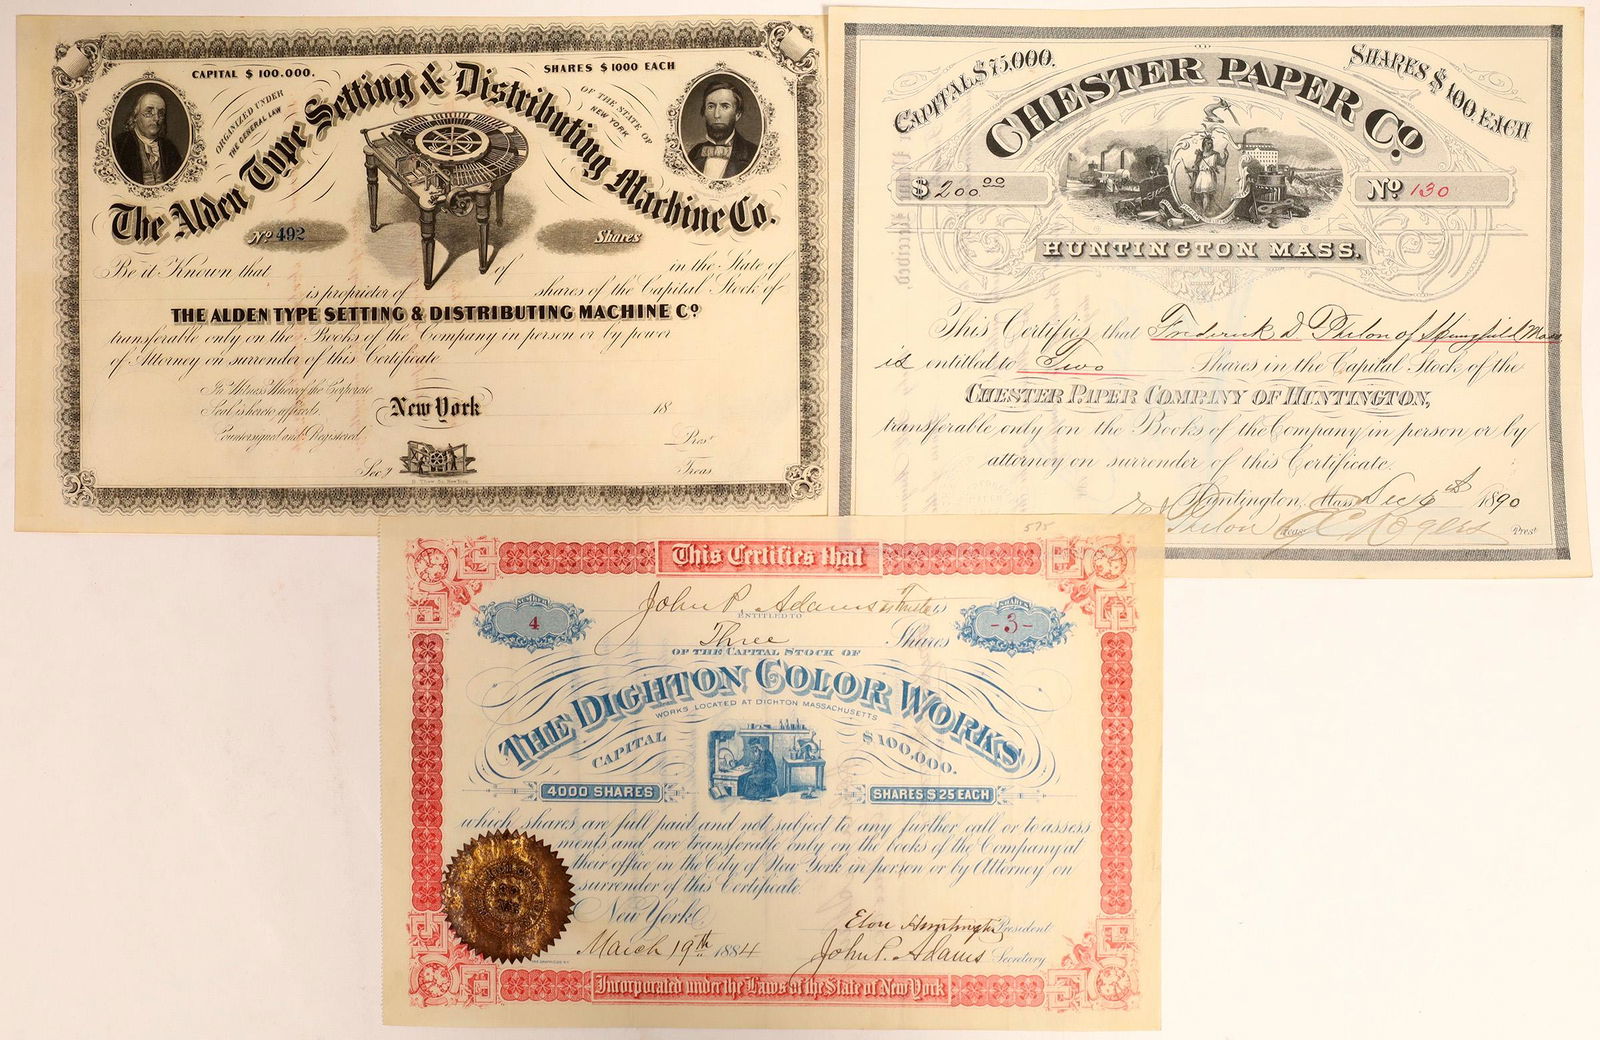 CAPITAL $ 100.000.
SHARES $ 1000 EACH
ORGANIZED UNDER
THE GENERAL LAW
OF THE STATE OF
NEW YORK
The Alden Type Setting & Distributing Machine Co.
No 492
Shares
Be it Known that of in the State of
is proprietor of shares of the Capital Stock of
THE ALDEN TYPE SETTING & DISTRIBUTING MACHINE Co
transferable only on the Books of the Company in person or by power
of Attorney on surrender of this Certificate
In Witness Whereof the Corporate
Seal is hereto affixed.
Countersigned and Registered
New York 18
Prest
Secy
Treas
CAPITAL $75,000.
SHARES $100. EACH
CHESTER PAPER Co.
$ 200 00
No 130
HUNTINGTON MASS.
This Certifies that Frederick D. of Springfield Mass
is entitled to Two Shares in the Capital Stock of the
CHESTER PAPER COMPANY OF HUNTINGTON,
transferable only on the Books of the Company in person or by
attorney on surrender of this Certificate.
Huntington, Mass Dec 6th 1890
Treas E C Rogers Prest
575
This Certifies that
NUMBER
4
John P. Adams as Trustee is
SHARES
-3-
ENTITLED TO
Three Shares
OF THE CAPITAL STOCK OF
THE DIGHTON COLOR WORKS
WORKS LOCATED AT DIGHTON MASSACHUSETTS
CAPITAL $100,000.
4000 SHARES
SHARES $25 EACH
which shares are full paid and not subject to any further call or to assess
ments and are transferable only on the books of the Company at
their office in the City of New York in person or by Attorney on
surrender of this Certificate.
New York,
March 19th 1884
President
John P. Adams Secretary
Incorporated under the Laws of the State of New York